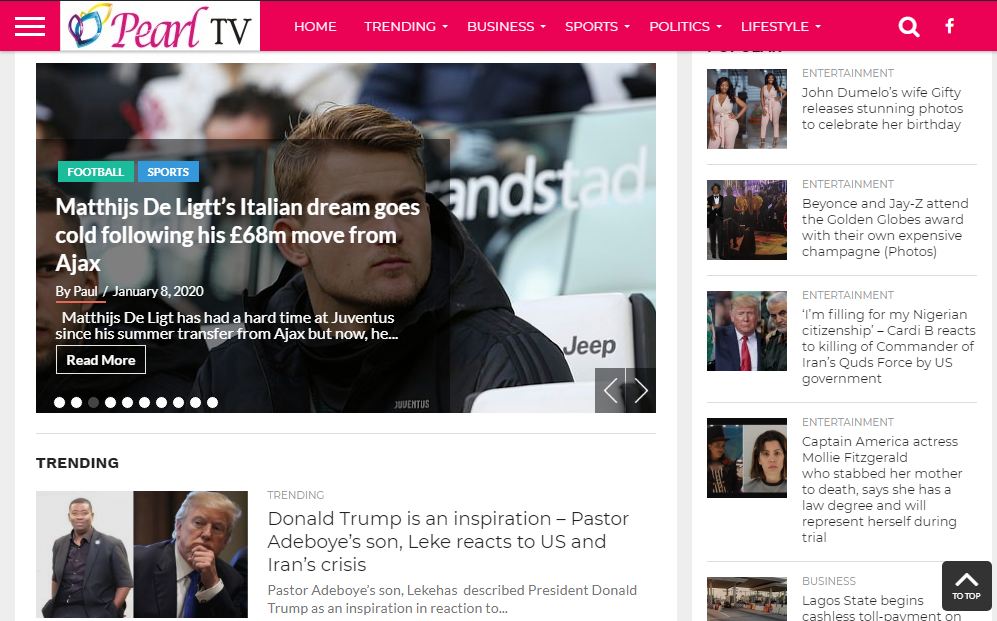 Pearl TV
HOME
TRENDING
BUSINESS
SPORTS
POLITICS
LIFESTYLE
andstad
Jeep
JUVENTUS
FOOTBALL
SPORTS
Matthijs De Ligtt's Italian dream goes
cold following his £68m move from
Ajax
By Paul / January 8, 2020
Matthijs De Ligt has had a hard time at Juventus
since his summer transfer from Ajax but now, he...
Read More
TRENDING
TRENDING
Donald Trump is an inspiration – Pastor
Adeboye's son, Leke reacts to US and
Iran's crisis
Pastor Adeboye's son, Lekehas described President Donald
Trump as an inspiration in reaction to...
POPULAR
ENTERTAINMENT
John Dumelo's wife Gifty
releases stunning photos
to celebrate her birthday
ENTERTAINMENT
Beyonce and Jay-Z attend
the Golden Globes award
with their own expensive
champagne (Photos)
ENTERTAINMENT
'I'm filling for my Nigerian
citizenship' – Cardi B reacts
to killing of Commander of
Iran's Quds Force by US
government
ENTERTAINMENT
Captain America actress
Mollie Fitzgerald
who stabbed her mother
to death, says she has a
law degree and will
represent herself during
trial
BUSINESS
Lagos State begins
cashless toll-payment on
TO TOP